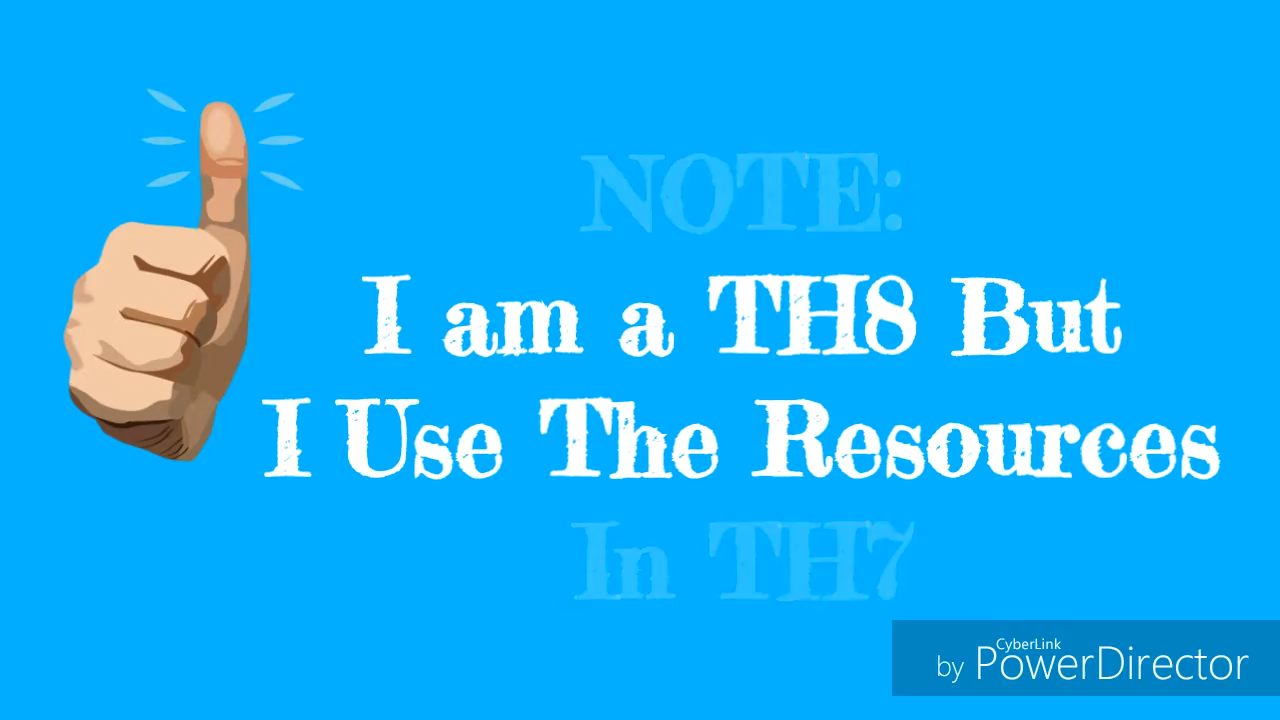 NOTE:
I am a TH8 But
I Use The Resources
In TH7
CyberLink
by PowerDirector